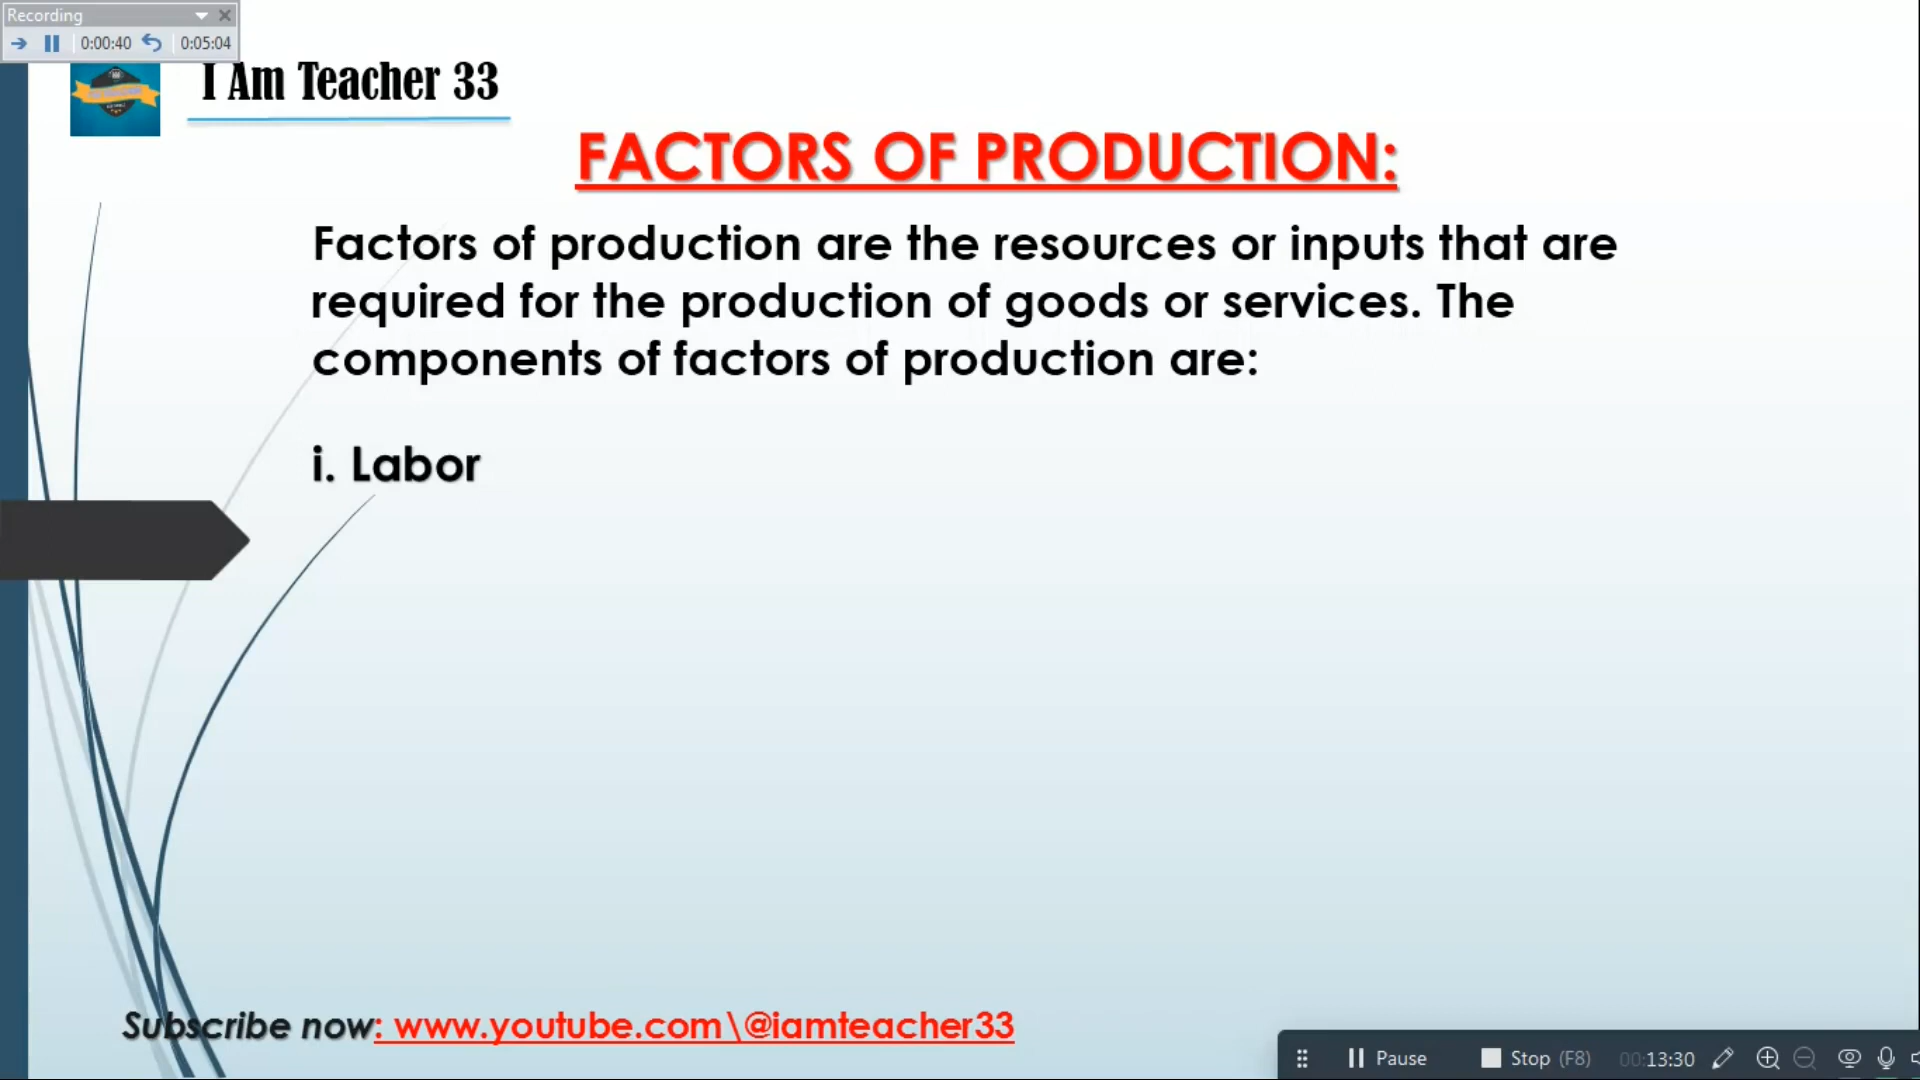 Recording
0:00:40 0:05:04
I Am Teacher 33
FACTORS OF PRODUCTION:
Factors of production are the resources or inputs that are
required for the production of goods or services. The
components of factors of production are:
i. Labor
Subscribe now: www.youtube.com\@iamteacher33
Pause Stop (F8) 00:13:30